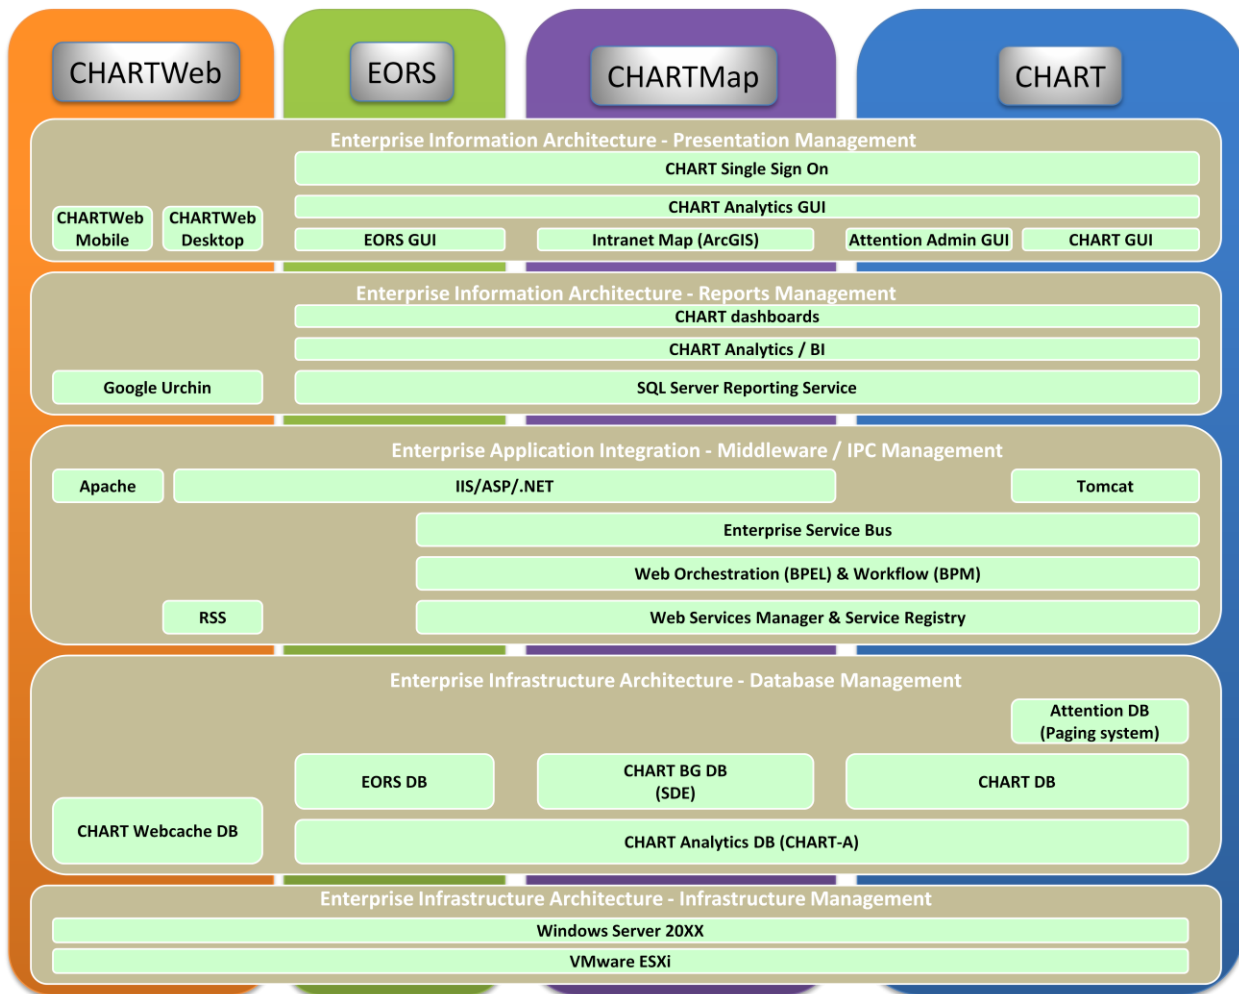 CHARTWeb
EORS
CHARTMap
CHART
Enterprise Information Architecture - Presentation Management
CHART Single Sign On
CHART Analytics GUI
CHARTWeb
Mobile
CHARTWeb
Desktop
EORS GUI
Intranet Map (ArcGIS)
Attention Admin GUI
CHART GUI
Enterprise Information Architecture - Reports Management
CHART dashboards
CHART Analytics / BI
Google Urchin
SQL Server Reporting Service
Enterprise Application Integration - Middleware / IPC Management
Apache
IIS/ASP/.NET
Tomcat
Enterprise Service Bus
Web Orchestration (BPEL) & Workflow (BPM)
RSS
Web Services Manager & Service Registry
Enterprise Infrastructure Architecture - Database Management
Attention DB
(Paging system)
EORS DB
CHART BG DB
(SDE)
CHART DB
CHART Webcache DB
CHART Analytics DB (CHART-A)
Enterprise Infrastructure Architecture - Infrastructure Management
Windows Server 20XX
VMware ESXi